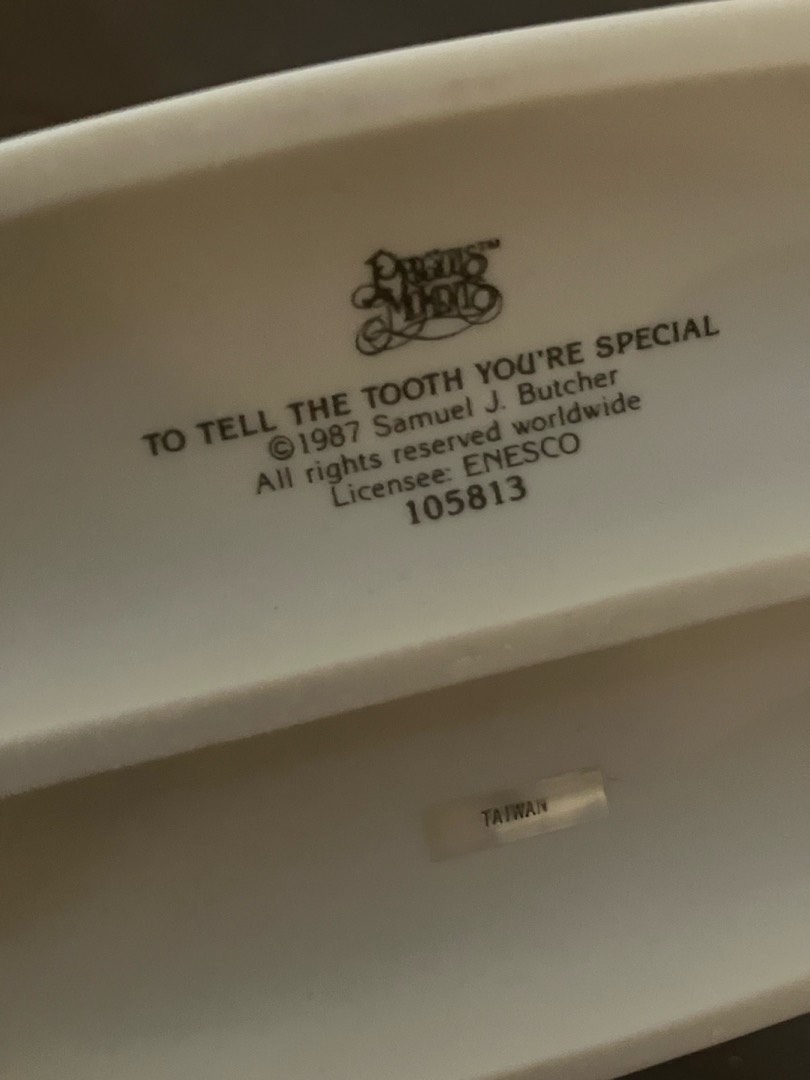 Precious
Moments™
TO TELL THE TOOTH YOU'RE SPECIAL
©1987 Samuel J. Butcher
All rights reserved worldwide
Licensee: ENESCO
105813
TAIWAN